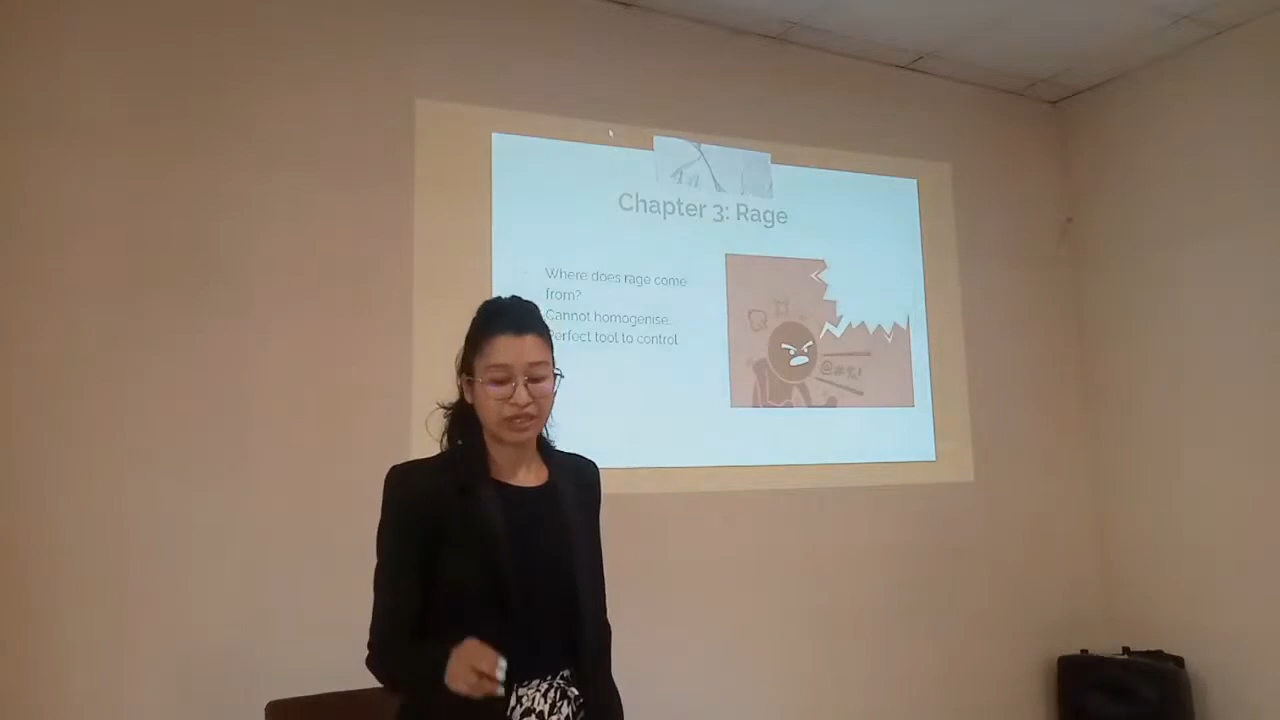 Chapter 3: Rage
Where does rage come
from?
Cannot homogenise.
Perfect tool to control
@#%!